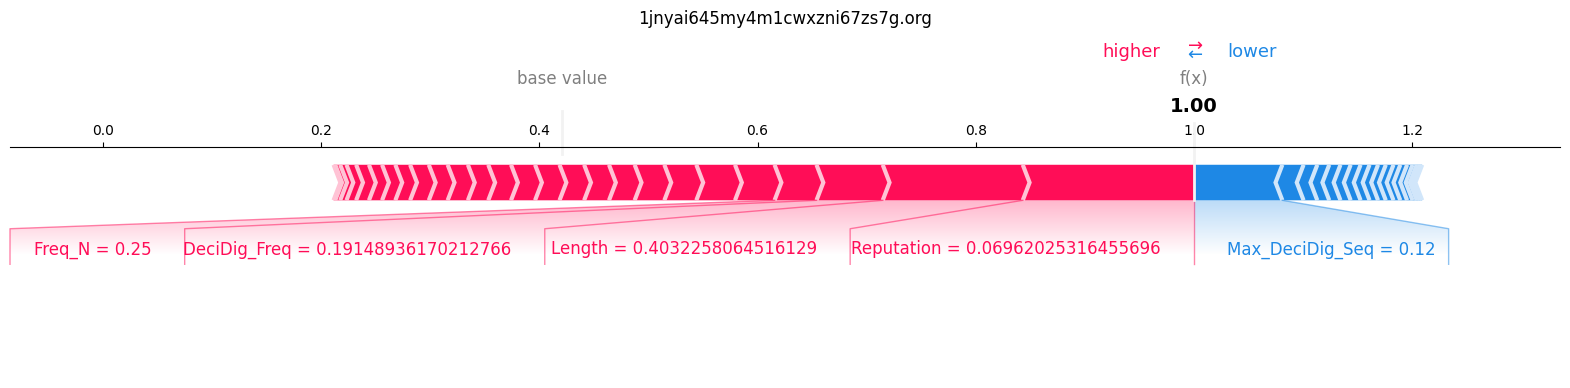 1jnyai645my4m1cwxzni67zs7g.org
higher ⇄ lower
base value f(x)
1.00
0.0 0.2 0.4 0.6 0.8 1.0 1.2
Freq_N = 0.25 DeciDig_Freq = 0.19148936170212766 Length = 0.4032258064516129 Reputation = 0.06962025316455696 Max_DeciDig_Seq = 0.12